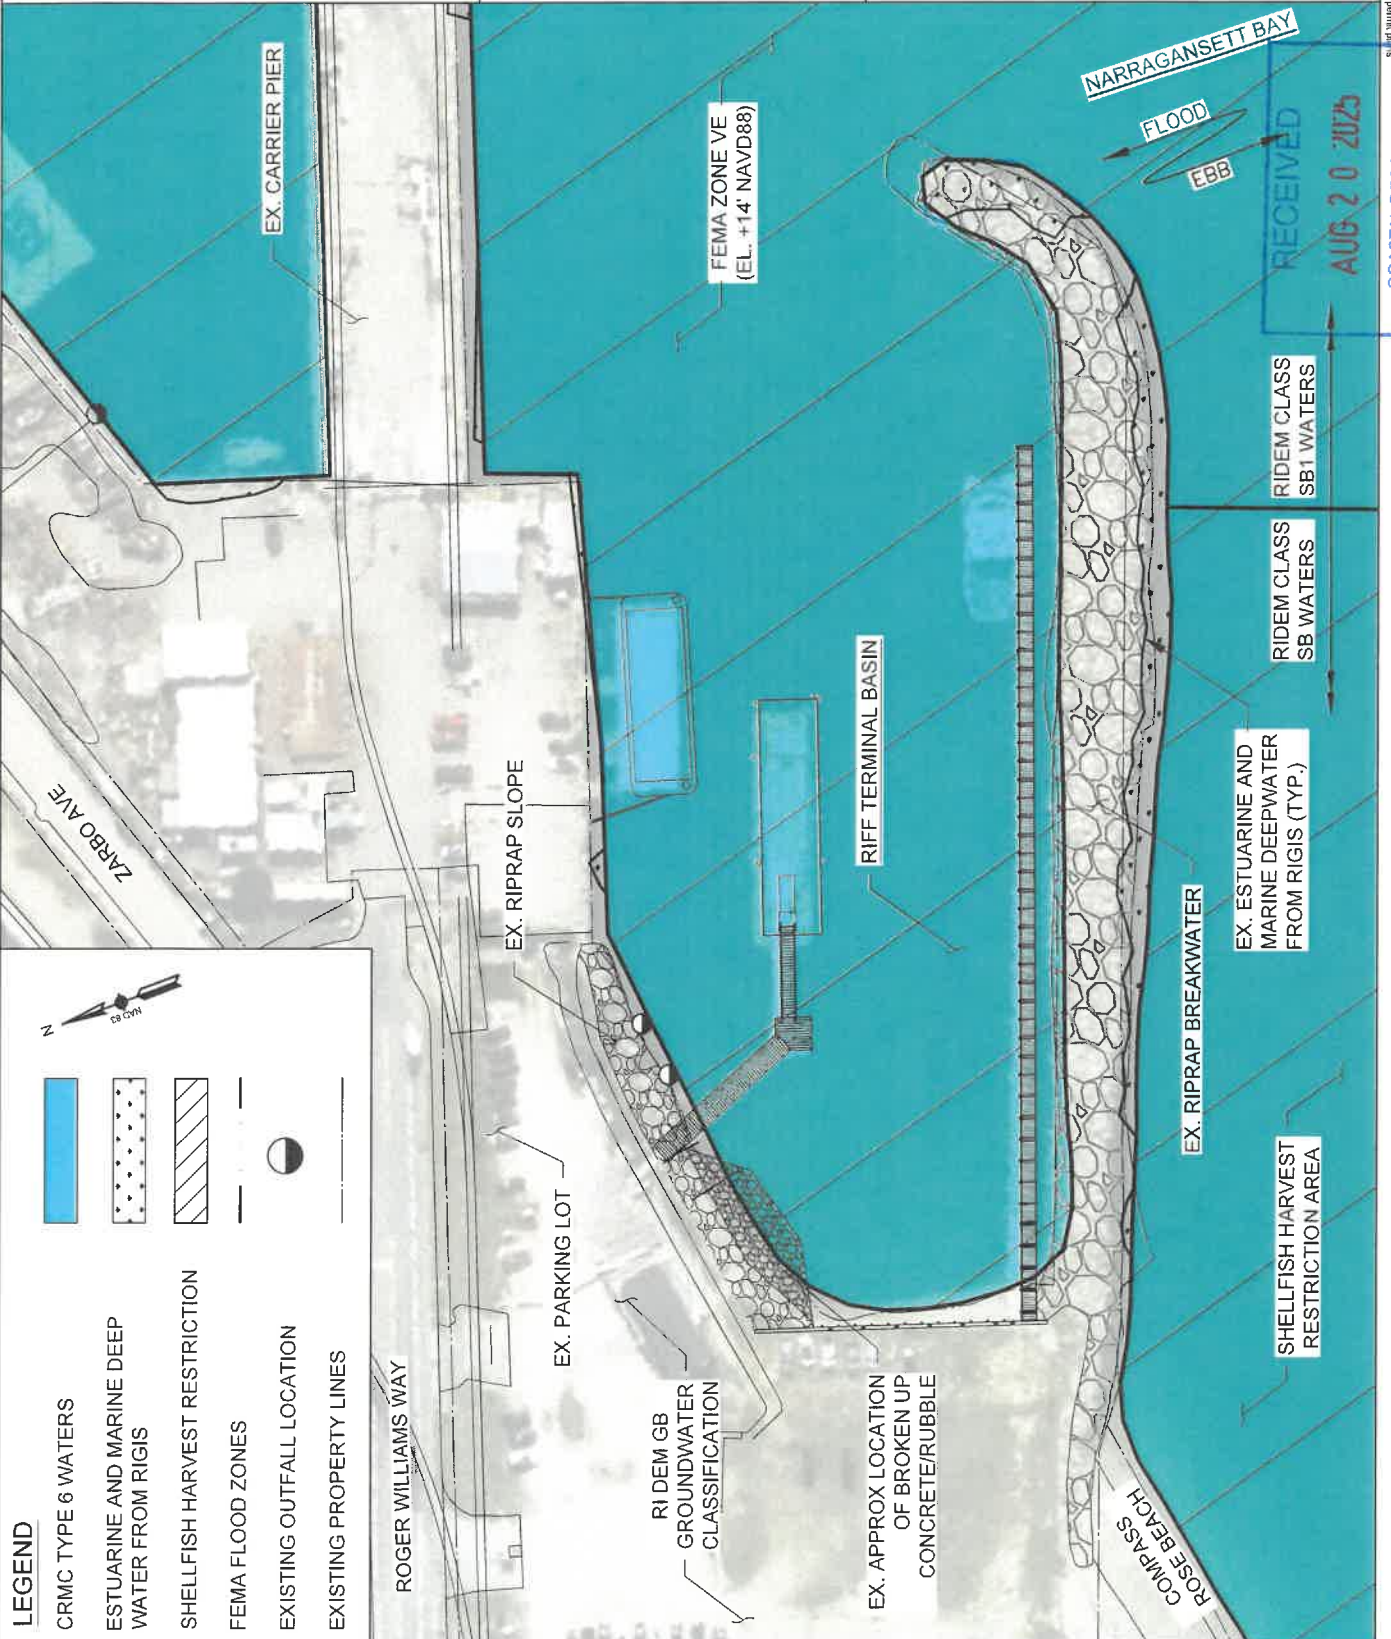 LEGEND
CRMC TYPE 6 WATERS
ESTUARINE AND MARINE DEEP
WATER FROM RIGIS
SHELLFISH HARVEST RESTRICTION
FEMA FLOOD ZONES
EXISTING OUTFALL LOCATION
EXISTING PROPERTY LINES
N
NAD 83
ZARBO AVE
ROGER WILLIAMS WAY
EX. CARRIER PIER
EX. RIPRAP SLOPE
EX. PARKING LOT
RI DEM GB
GROUNDWATER
CLASSIFICATION
FEMA ZONE VE
(EL. +14' NAVD88)
RIFF TERMINAL BASIN
EX. APPROX LOCATION
OF BROKEN UP
CONCRETE/RUBBLE
COMPASS
ROSE BEACH
EX. RIPRAP BREAKWATER
EX. ESTUARINE AND
MARINE DEEPWATER
FROM RIGIS (TYP.)
SHELLFISH HARVEST
RESTRICTION AREA
RIDEM CLASS
SB WATERS
RIDEM CLASS
SB1 WATERS
NARRAGANSETT BAY
FLOOD
EBB
RECEIVED
AUG 20 2025